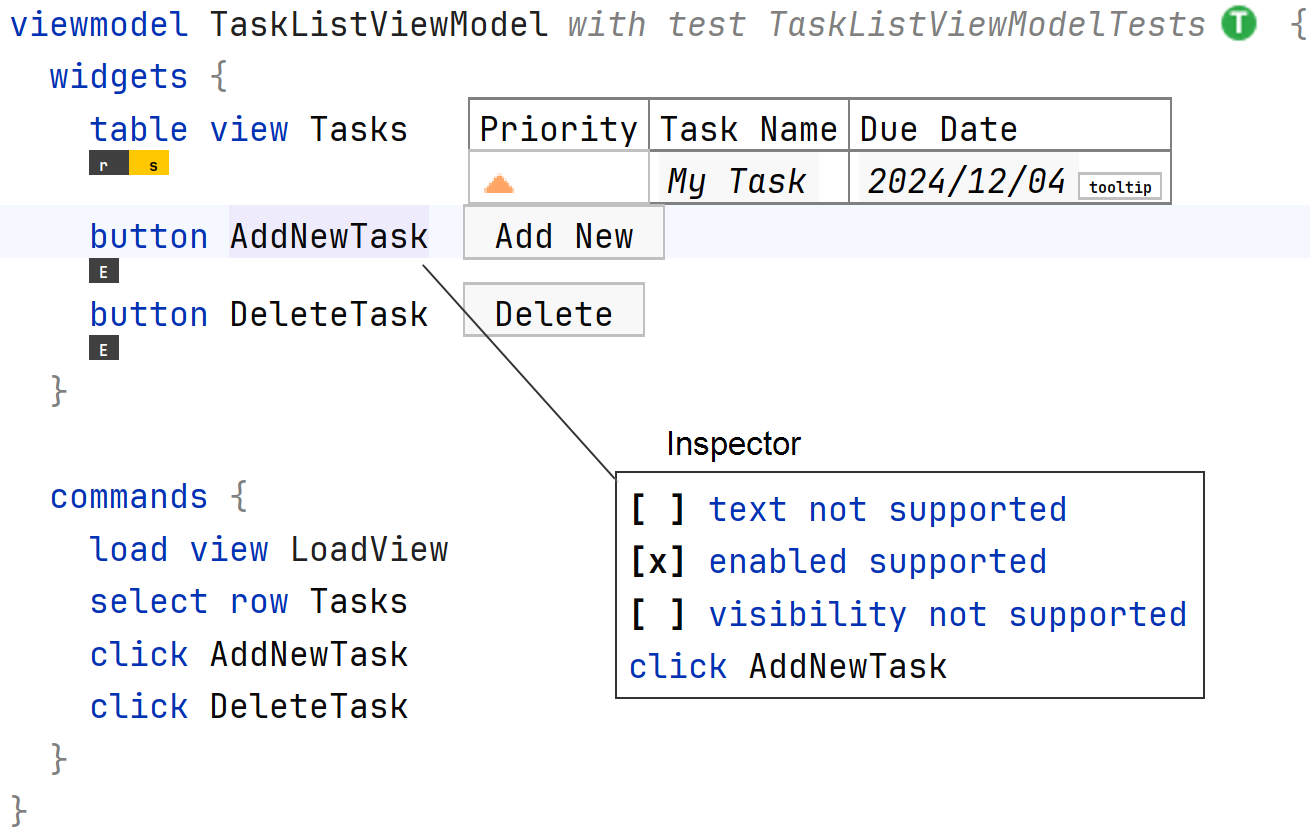 viewmodel TaskListViewModel with test TaskListViewModelTests T {
widgets {
table view Tasks
r s
Priority Task Name Due Date
My Task 2024/12/04 tooltip
button AddNewTask Add New
E
button DeleteTask Delete
E
}
commands {
load view LoadView
select row Tasks
click AddNewTask
click DeleteTask
}
}
Inspector
[ ] text not supported
[x] enabled supported
[ ] visibility not supported
click AddNewTask